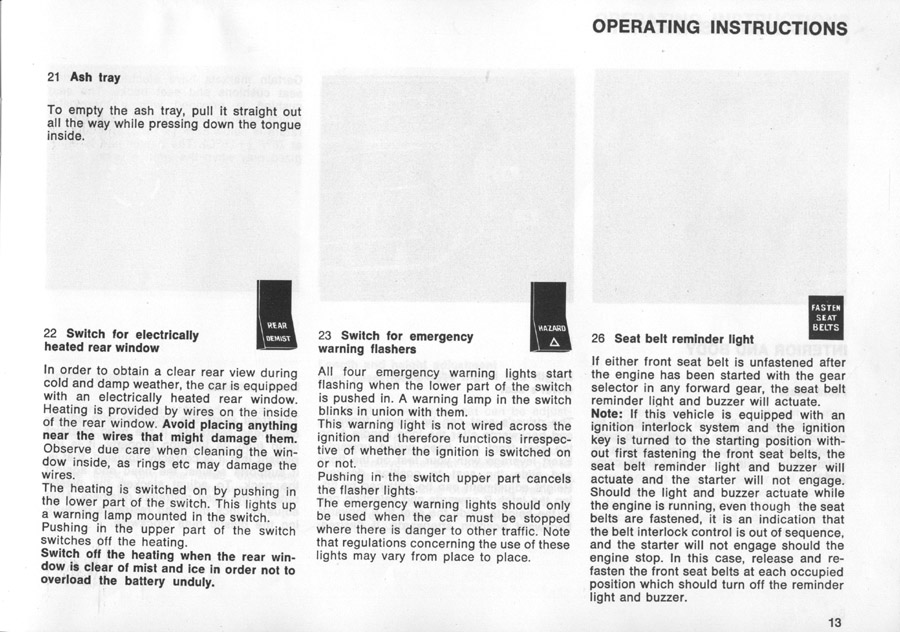 OPERATING INSTRUCTIONS
21 Ash tray
To empty the ash tray, pull it straight out
all the way while pressing down the tongue
inside.
REAR
DEMIST
22 Switch for electrically
heated rear window
In order to obtain a clear rear view during
cold and damp weather, the car is equipped
with an electrically heated rear window.
Heating is provided by wires on the inside
of the rear window. Avoid placing anything
near the wires that might damage them.
Observe due care when cleaning the win-
dow inside, as rings etc may damage the
wires.
The heating is switched on by pushing in
the lower part of the switch. This lights up
a warning lamp mounted in the switch.
Pushing in the upper part of the switch
switches off the heating.
Switch off the heating when the rear win-
dow is clear of mist and ice in order not to
overload the battery unduly.
HAZARD
23 Switch for emergency
warning flashers
All four emergency warning lights start
flashing when the lower part of the switch
is pushed in. A warning lamp in the switch
blinks in union with them.
This warning light is not wired across the
ignition and therefore functions irrespec-
tive of whether the ignition is switched on
or not.
Pushing in the switch upper part cancels
the flasher lights.
The emergency warning lights should only
be used when the car must be stopped
where there is danger to other traffic. Note
that regulations concerning the use of these
lights may vary from place to place.
FASTEN
SEAT
BELTS
26 Seat belt reminder light
If either front seat belt is unfastened after
the engine has been started with the gear
selector in any forward gear, the seat belt
reminder light and buzzer will actuate.
Note: If this vehicle is equipped with an
ignition interlock system and the ignition
key is turned to the starting position with-
out first fastening the front seat belts, the
seat belt reminder light and buzzer will
actuate and the starter will not engage.
Should the light and buzzer actuate while
the engine is running, even though the seat
belts are fastened, it is an indication that
the belt interlock control is out of sequence,
and the starter will not engage should the
engine stop. In this case, release and re-
fasten the front seat belts at each occupied
position which should turn off the reminder
light and buzzer.
13